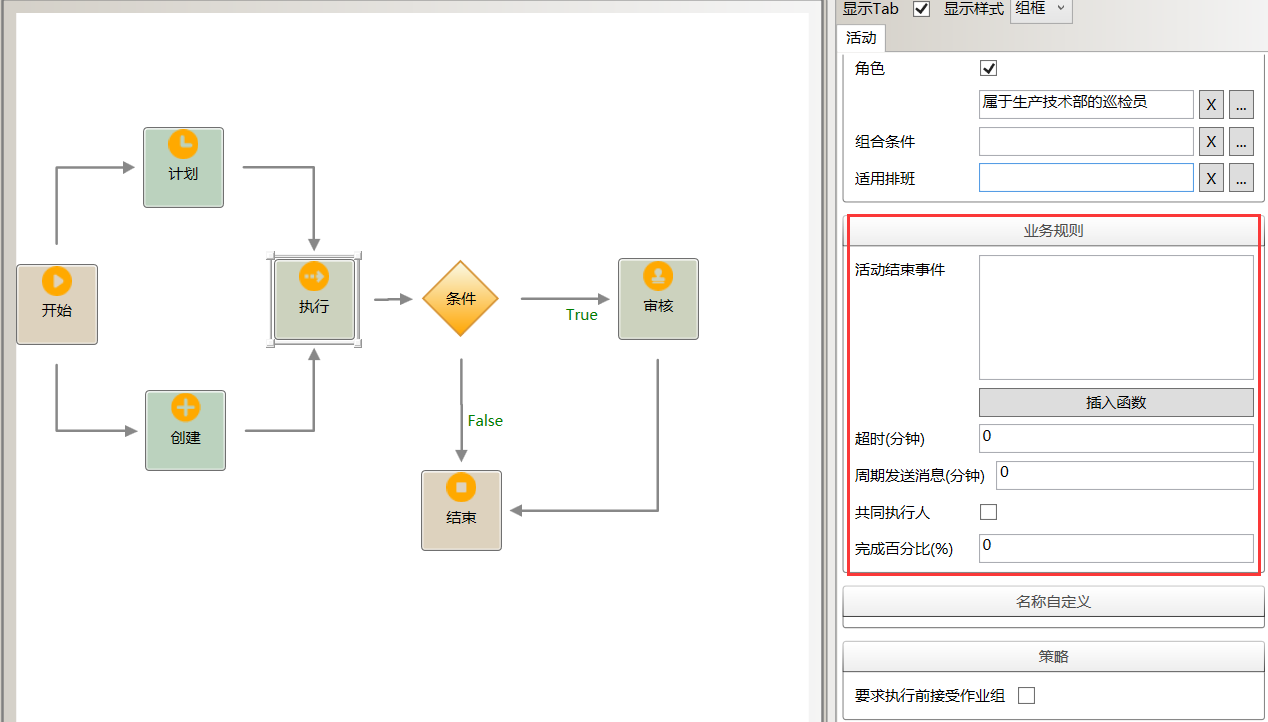 显示Tab 显示样式 组框
活动
角色
属于生产技术部的巡检员 X ...
组合条件 X ...
适用排班 X ...
业务规则
活动结束事件
插入函数
超时(分钟) 0
周期发送消息(分钟) 0
共同执行人
完成百分比(%) 0
名称自定义
策略
要求执行前接受作业组
计划
开始
执行
条件
True
审核
创建
False
结束